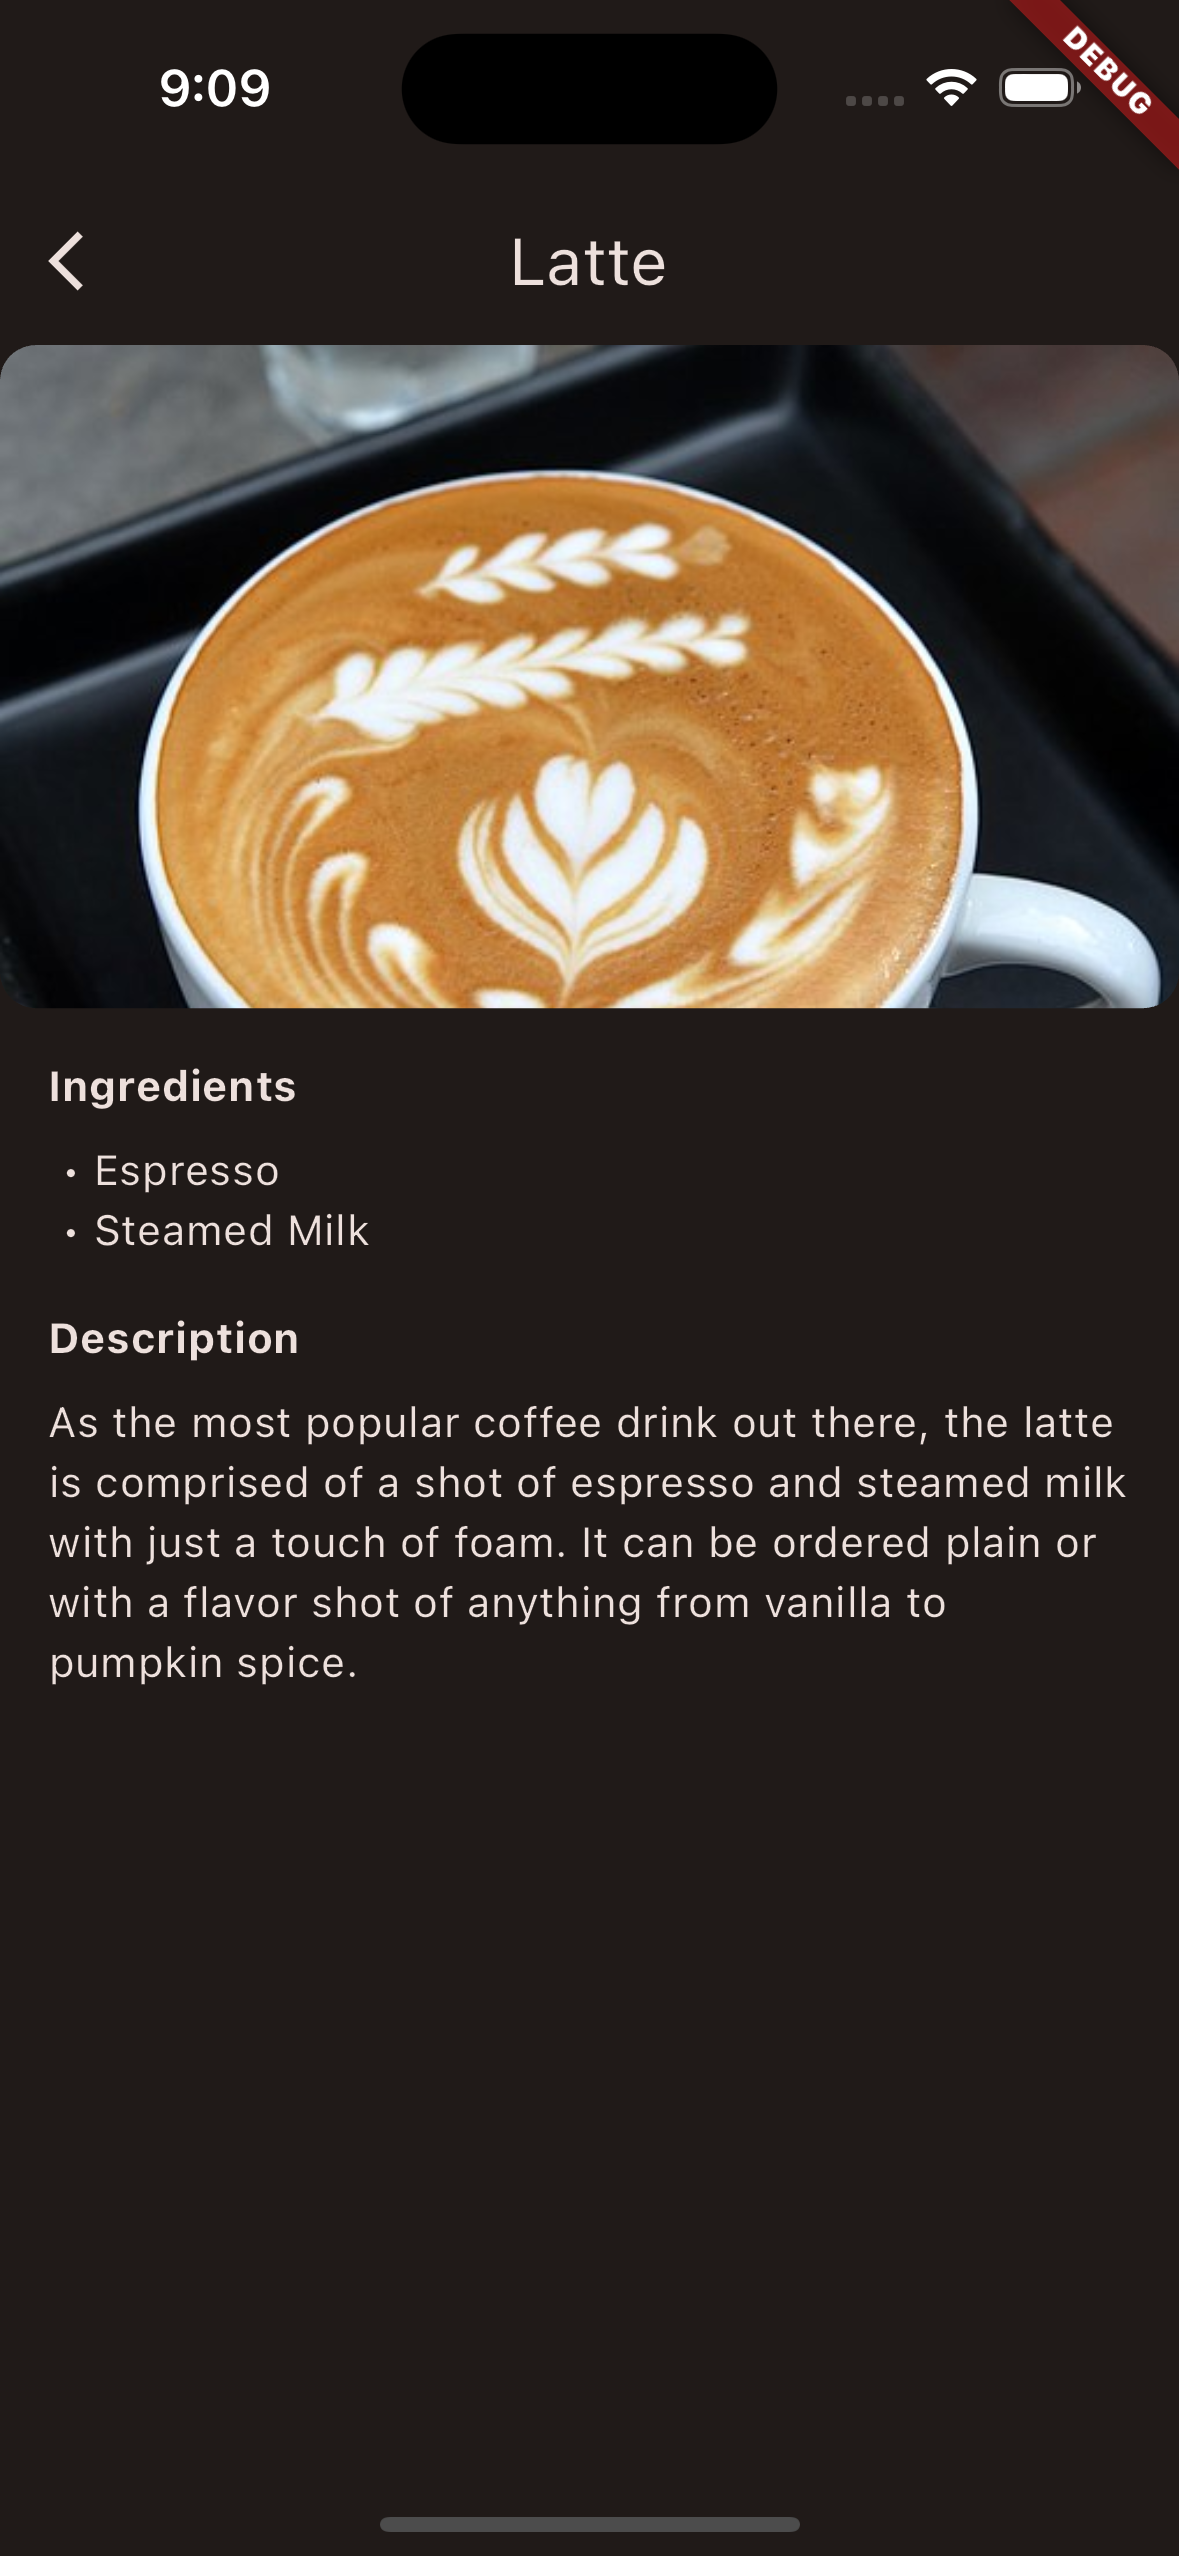 9:09
DEBUG
Latte
Ingredients
• Espresso
• Steamed Milk
Description
As the most popular coffee drink out there, the latte
is comprised of a shot of espresso and steamed milk
with just a touch of foam. It can be ordered plain or
with a flavor shot of anything from vanilla to
pumpkin spice.